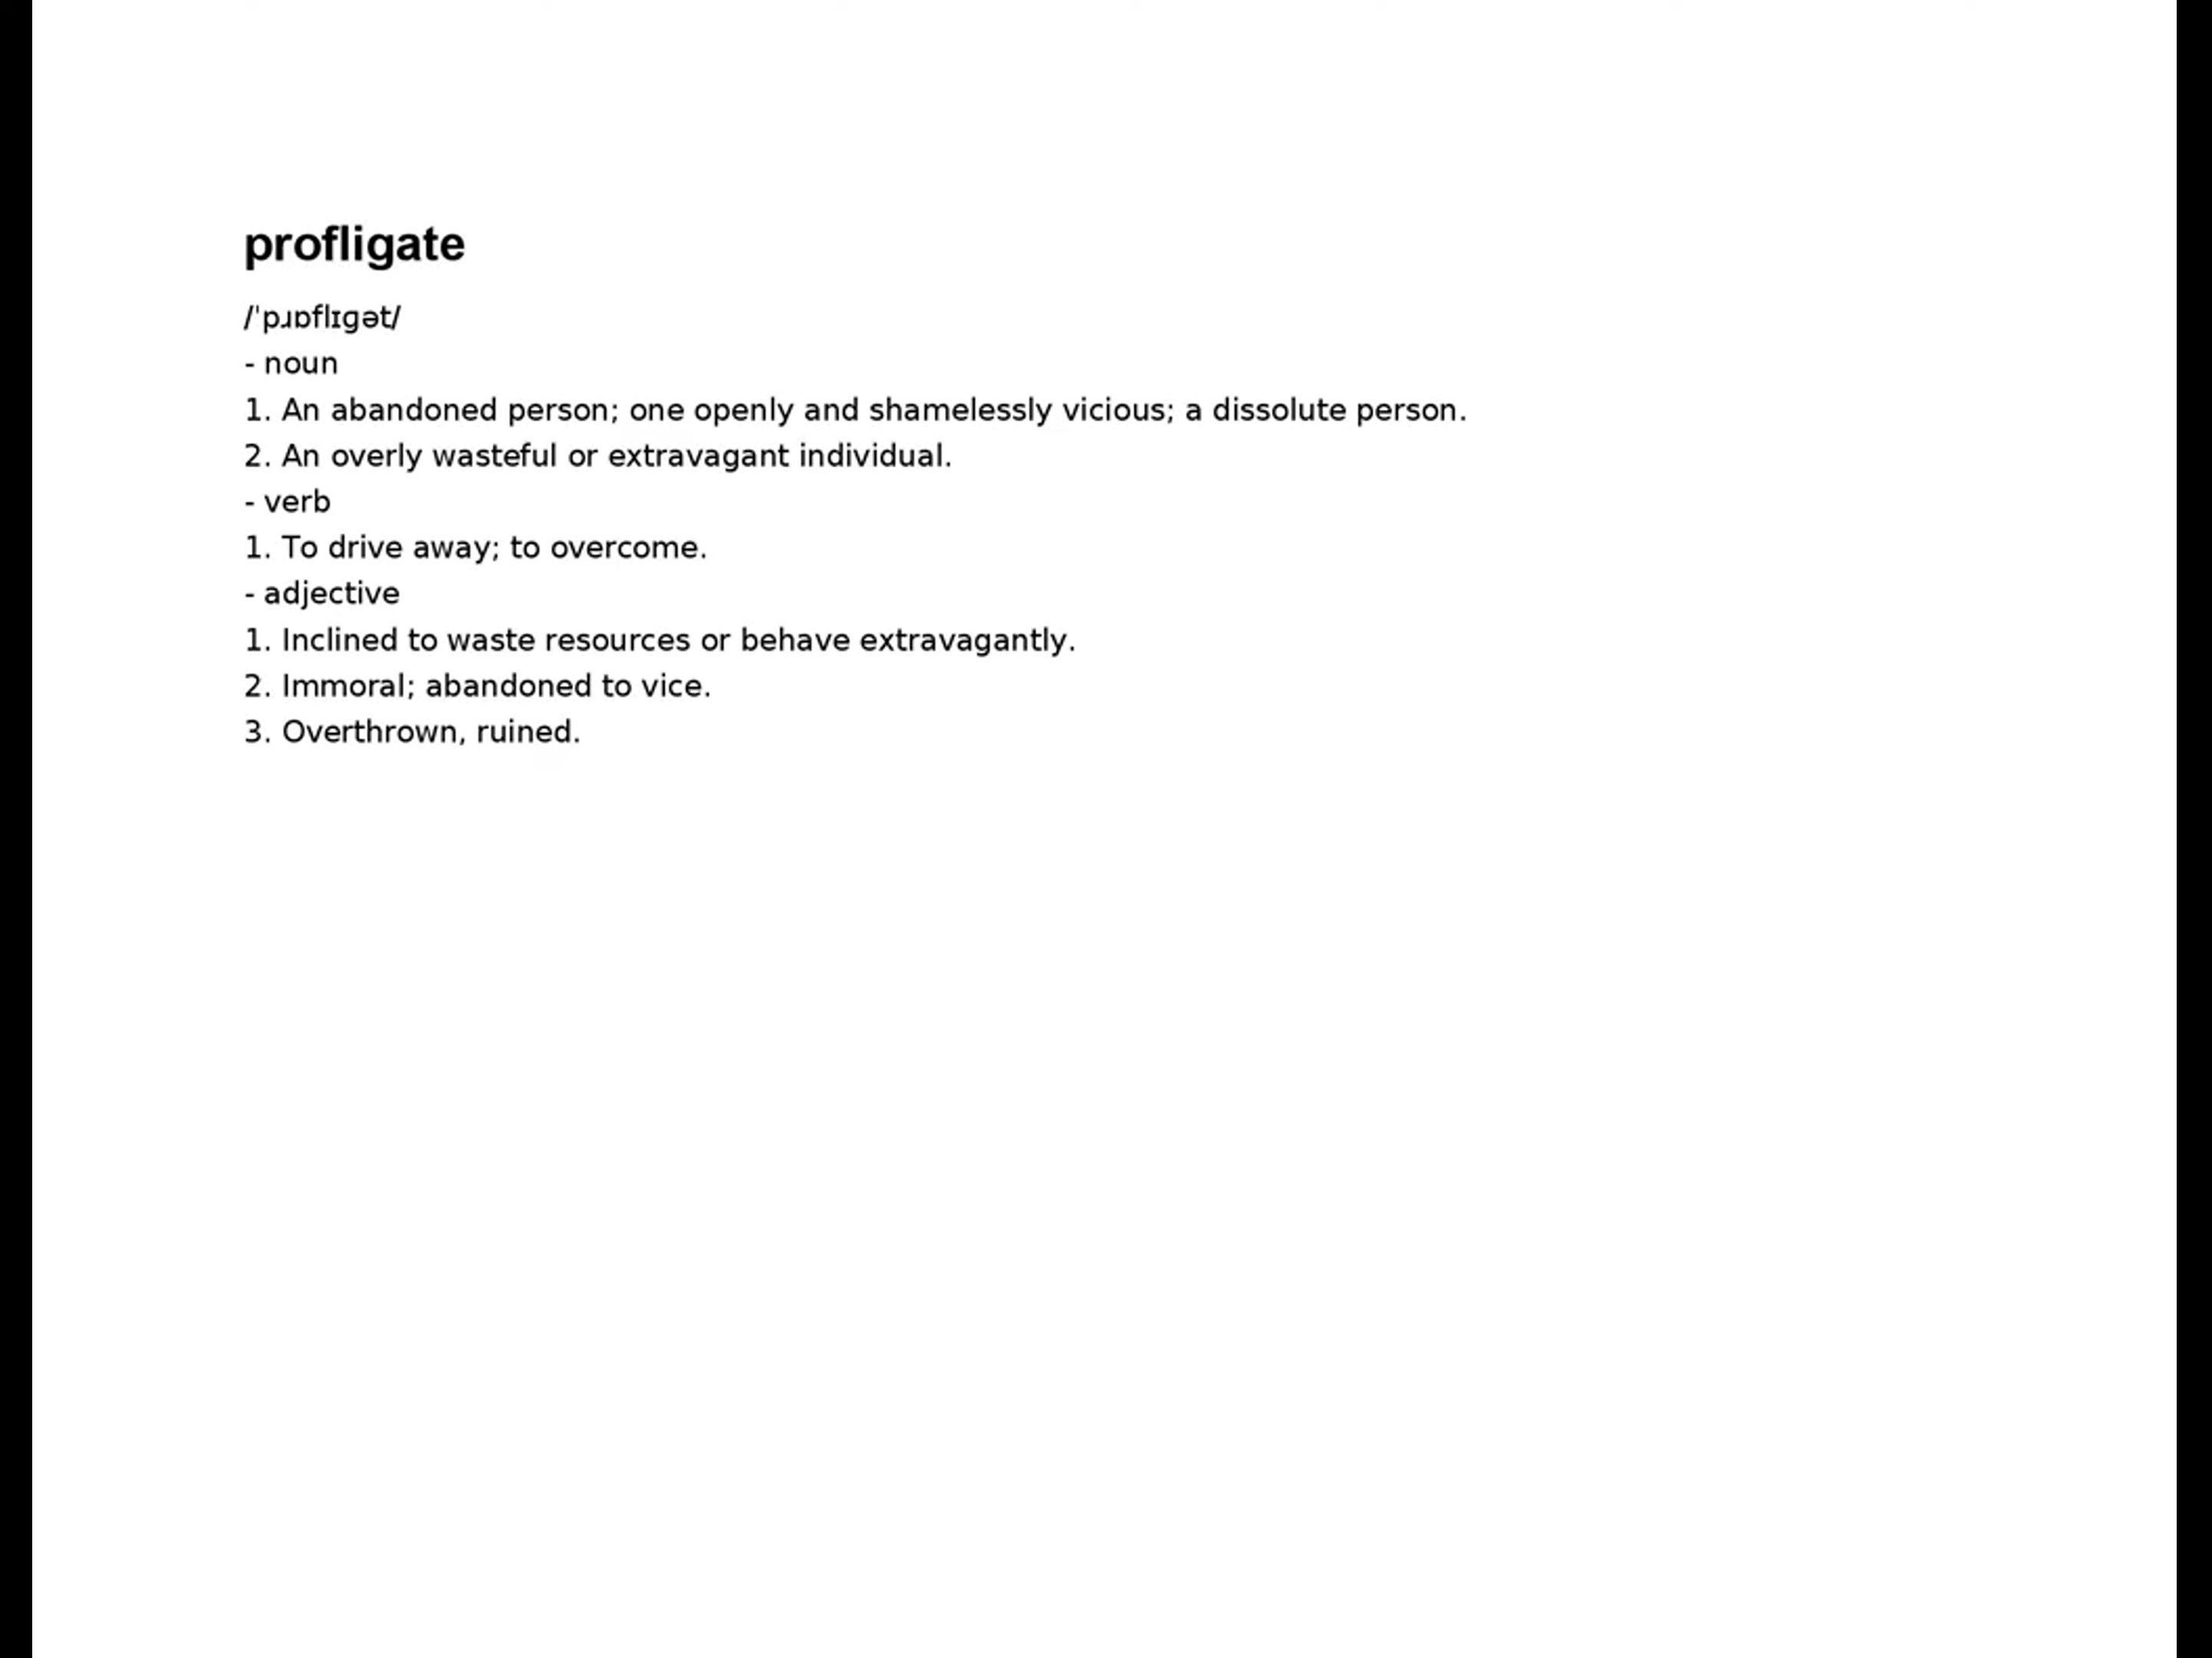 profligate
/ˈpɹɒflɪɡət/
- noun
1. An abandoned person; one openly and shamelessly vicious; a dissolute person.
2. An overly wasteful or extravagant individual.
- verb
1. To drive away; to overcome.
- adjective
1. Inclined to waste resources or behave extravagantly.
2. Immoral; abandoned to vice.
3. Overthrown, ruined.